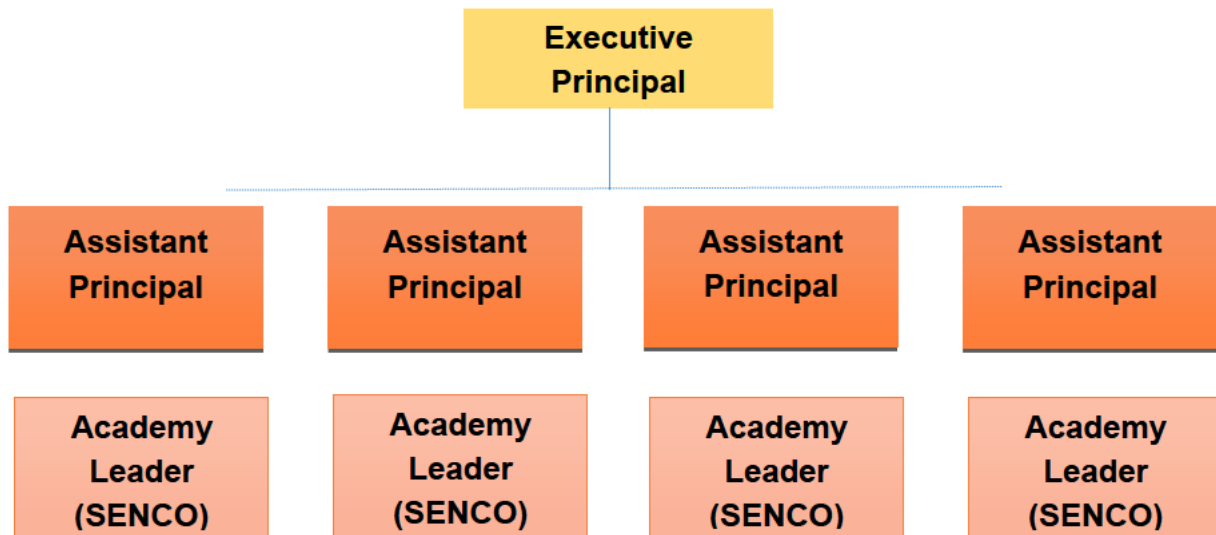 Executive
Principal
Assistant
Principal
Assistant
Principal
Assistant
Principal
Assistant
Principal
Academy
Leader
(SENCO)
Academy
Leader
(SENCO)
Academy
Leader
(SENCO)
Academy
Leader
(SENCO)